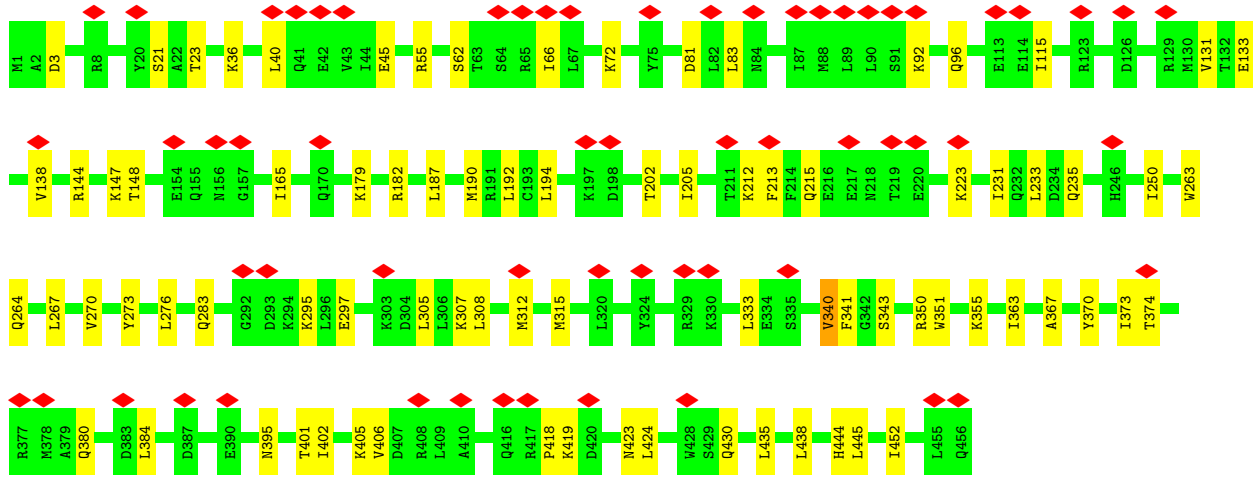 M1 A2 D3 R8 Y20 S21 A22 T23 K36 L40 Q41 E42 V43 I44 E45 R55 S62 T63 S64 R65 I66 L67 K72 Y75 D81 L82 L83 N84 I87 M88 L89 L90 S91 K92 Q96 E113 E114 I115 R123 D126 R129 M130 V131 T132 E133
V138 R144 K147 T148 E154 Q155 N156 G157 I165 Q170 K179 R182 L187 M190 R191 L192 C193 L194 K197 D198 T202 I205 T211 K212 F213 F214 Q215 E216 E217 N218 T219 E220 K223 I231 Q232 L233 D234 Q235 H246 I250 W263
Q264 L267 V270 Y273 L276 Q283 G292 D293 K294 K295 L296 E297 K303 D304 L305 L306 K307 L308 M312 M315 L320 Y324 R329 K330 L333 E334 S335 V340 F341 G342 S343 R350 W351 K355 I363 A367 Y370 I373 T374
R377 M378 A379 Q380 D383 L384 D387 E390 N395 T401 I402 K405 V406 D407 R408 L409 A410 Q416 R417 P418 K419 D420 N423 L424 W428 S429 Q430 L435 L438 H444 L445 I452 L455 Q456